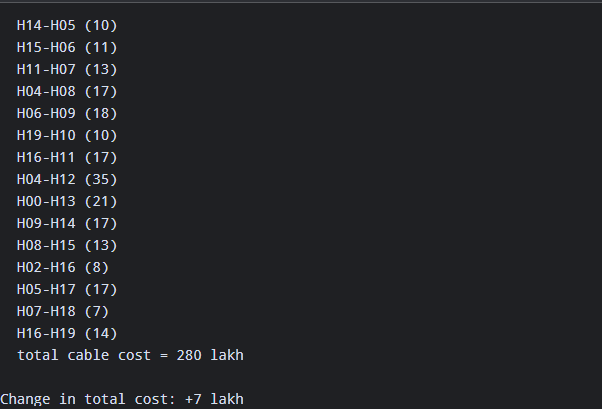 H14-H05 (10)
H15-H06 (11)
H11-H07 (13)
H04-H08 (17)
H06-H09 (18)
H19-H10 (10)
H16-H11 (17)
H04-H12 (35)
H00-H13 (21)
H09-H14 (17)
H08-H15 (13)
H02-H16 (8)
H05-H17 (17)
H07-H18 (7)
H16-H19 (14)
total cable cost = 280 lakh
Change in total cost: +7 lakh